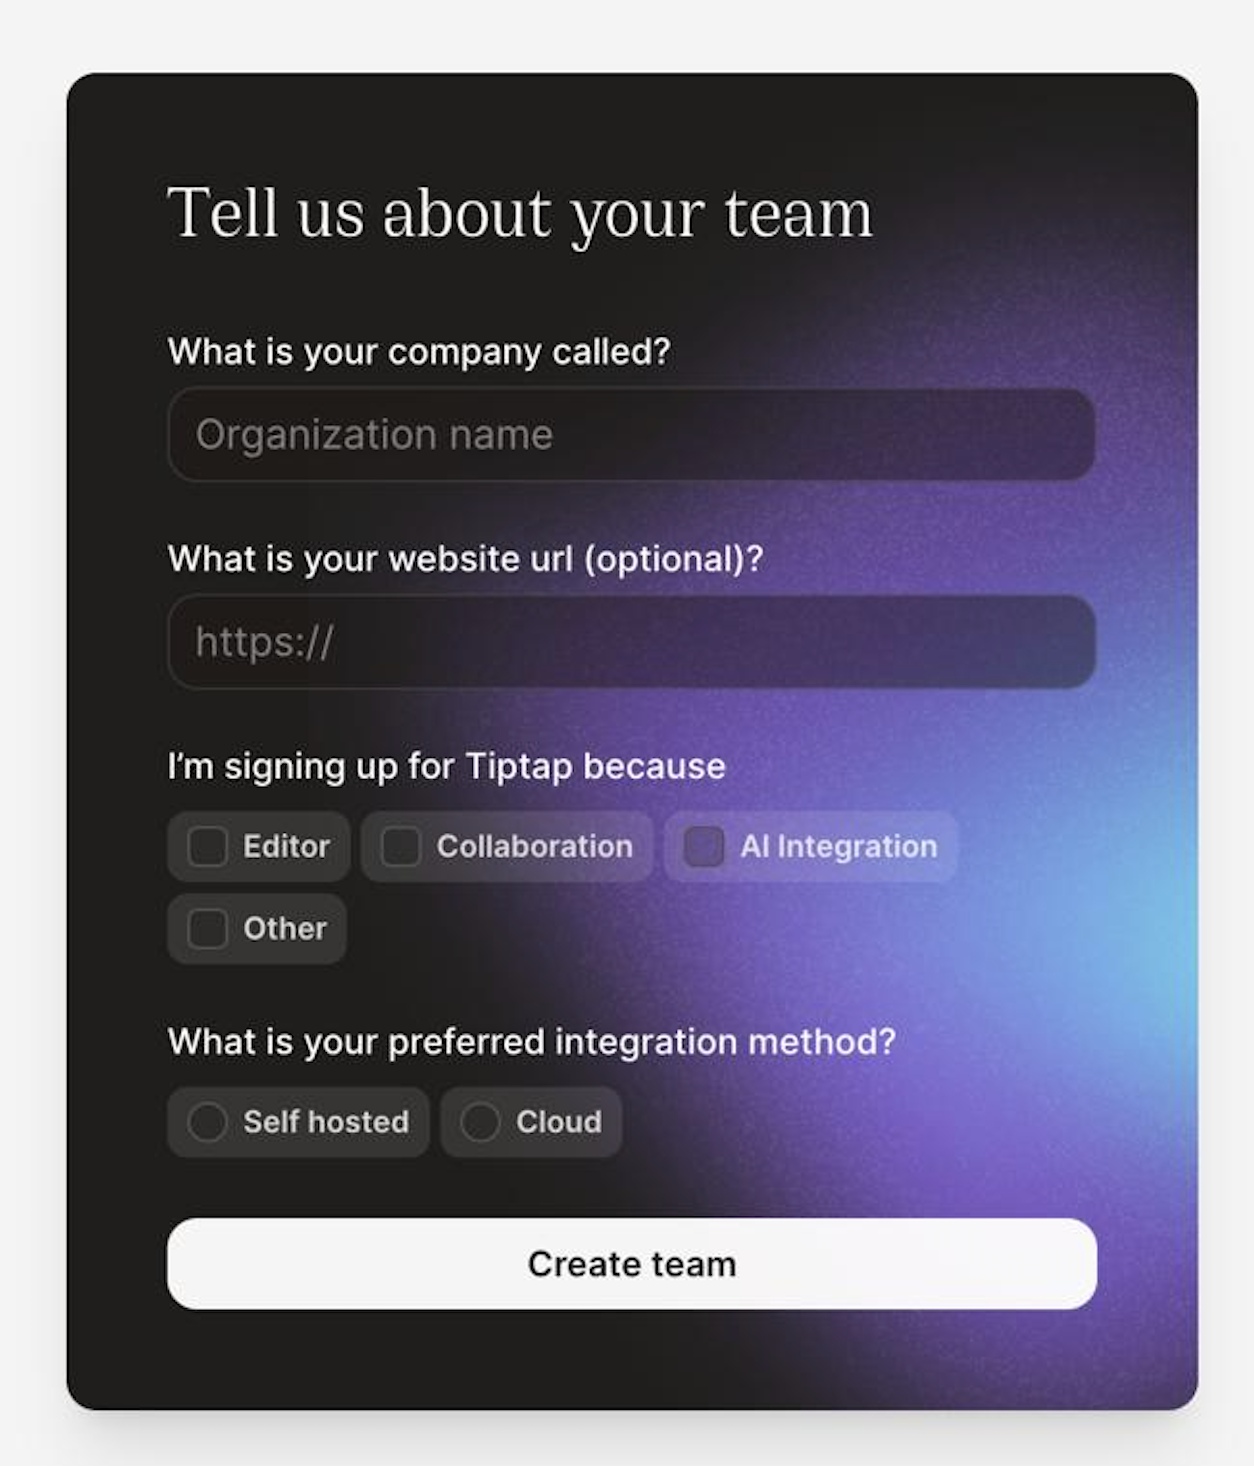 Tell us about your team
What is your company called?
Organization name
What is your website url (optional)?
https://
I’m signing up for Tiptap because
Editor
Collaboration
AI Integration
Other
What is your preferred integration method?
Self hosted
Cloud
Create team